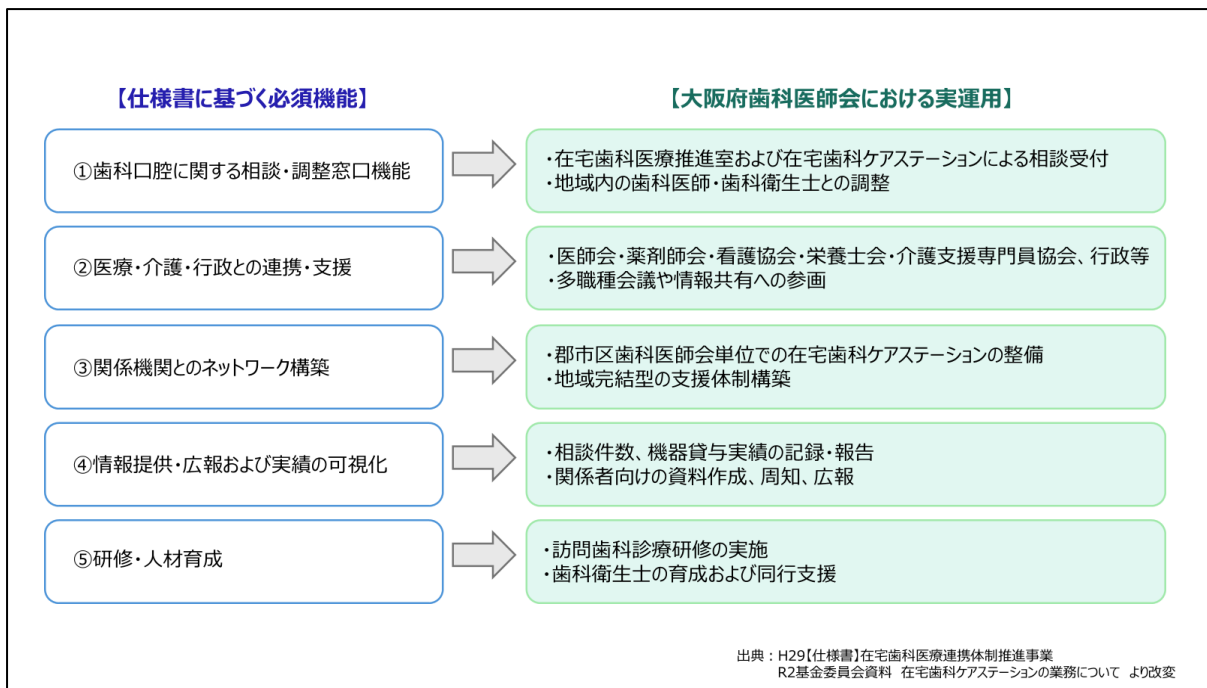 【仕様書に基づく必須機能】
【大阪府歯科医師会における実運用】
①歯科口腔に関する相談・調整窓口機能
・在宅歯科医療推進室および在宅歯科ケアステーションによる相談受付
・地域内の歯科医師・歯科衛生士との調整
②医療・介護・行政との連携・支援
・医師会・薬剤師会・看護協会・栄養士会・介護支援専門員協会、行政等
・多職種会議や情報共有への参画
③関係機関とのネットワーク構築
・郡市区歯科医師会単位での在宅歯科ケアステーションの整備
・地域完結型の支援体制構築
④情報提供・広報および実績の可視化
・相談件数、機器貸与実績の記録・報告
・関係者向けの資料作成、周知、広報
⑤研修・人材育成
・訪問歯科診療研修の実施
・歯科衛生士の育成および同行支援
出典：H29【仕様書】在宅歯科医療連携体制推進事業
R2基金委員会資料 在宅歯科ケアステーションの業務について より改変